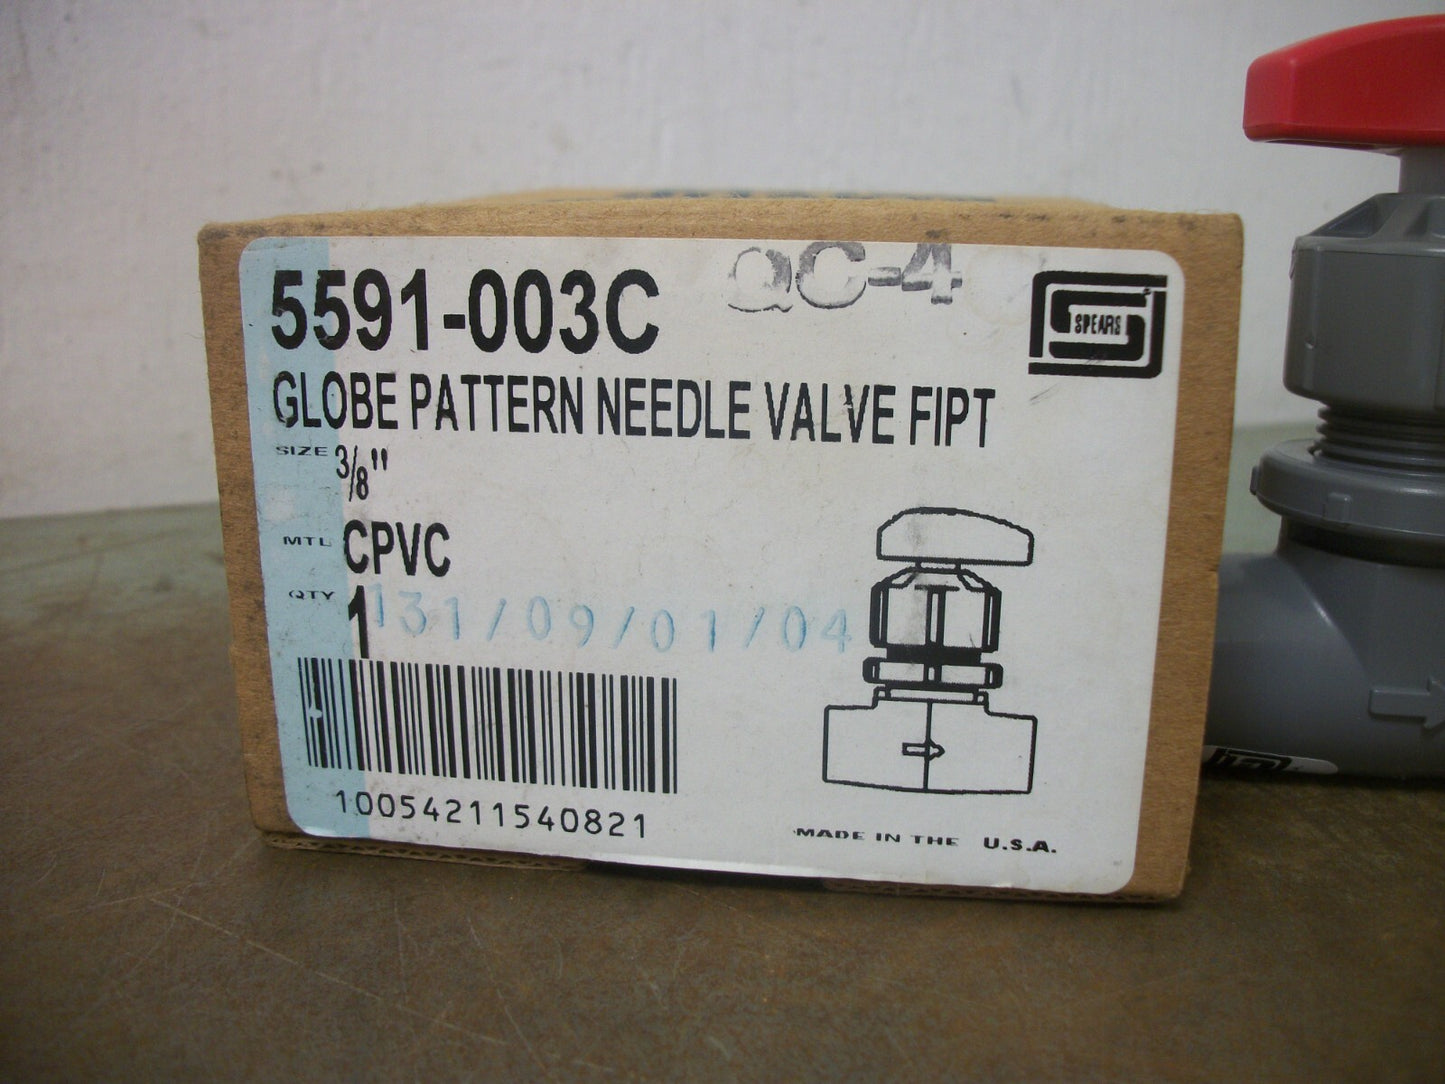 5591-003C
QC-4
SPEARS
GLOBE PATTERN NEEDLE VALVE FIPT
SIZE 3/8"
MTL CPVC
QTY 1
131/09/01/04
10054211540821
MADE IN THE U.S.A.